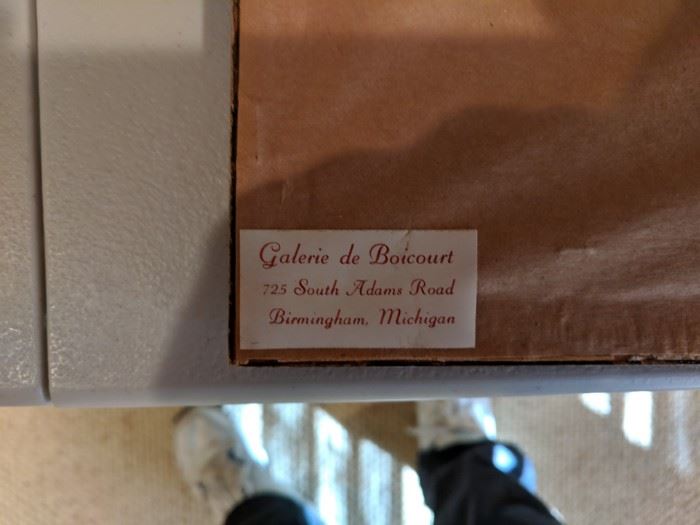 Galerie de Boicourt
725 South Adams Road
Birmingham, Michigan